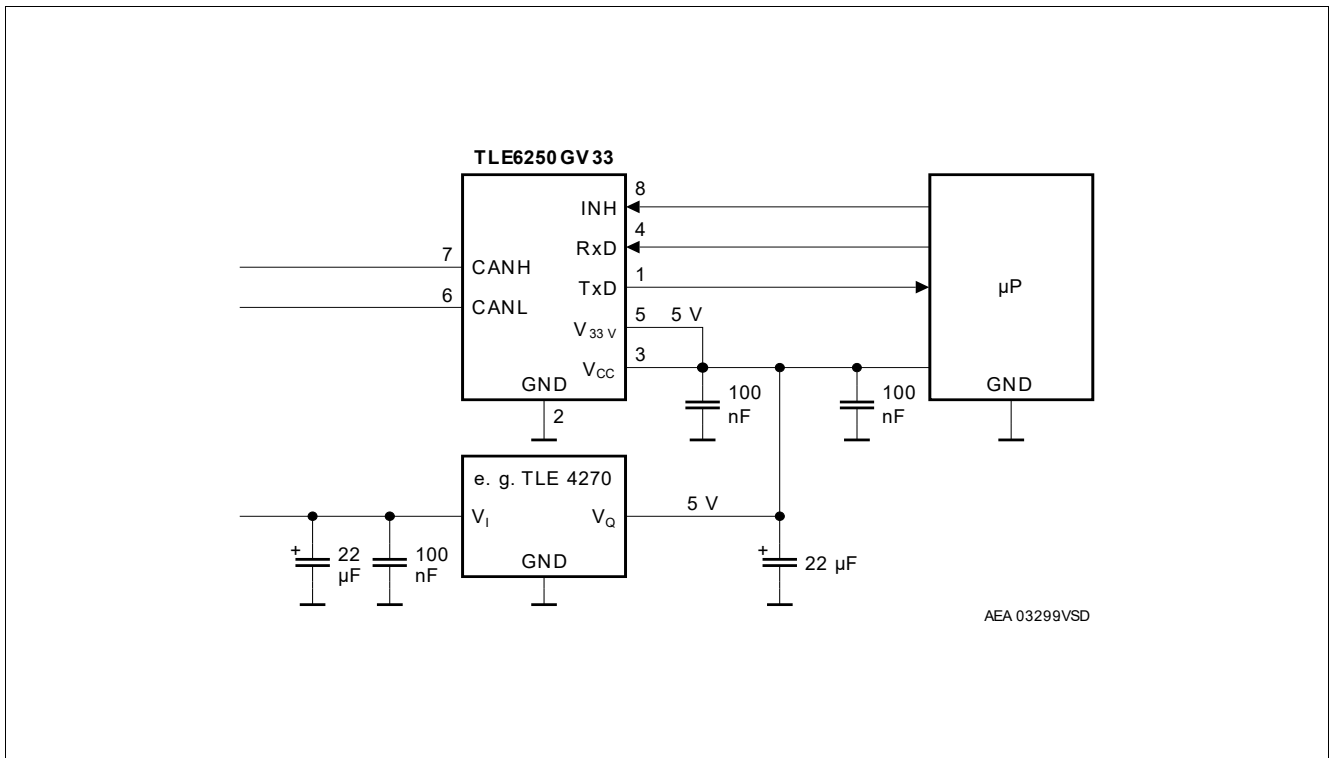 TLE6250GV33
INH
8
RxD
4
TxD
1
V33 V
5
5 V
VCC
3
7
CANH
6
CANL
GND
2
µP
GND
100
nF
100
nF
e. g. TLE 4270
VI
VQ
GND
5 V
+
22
µF
100
nF
+
22 µF
AEA 03299VSD